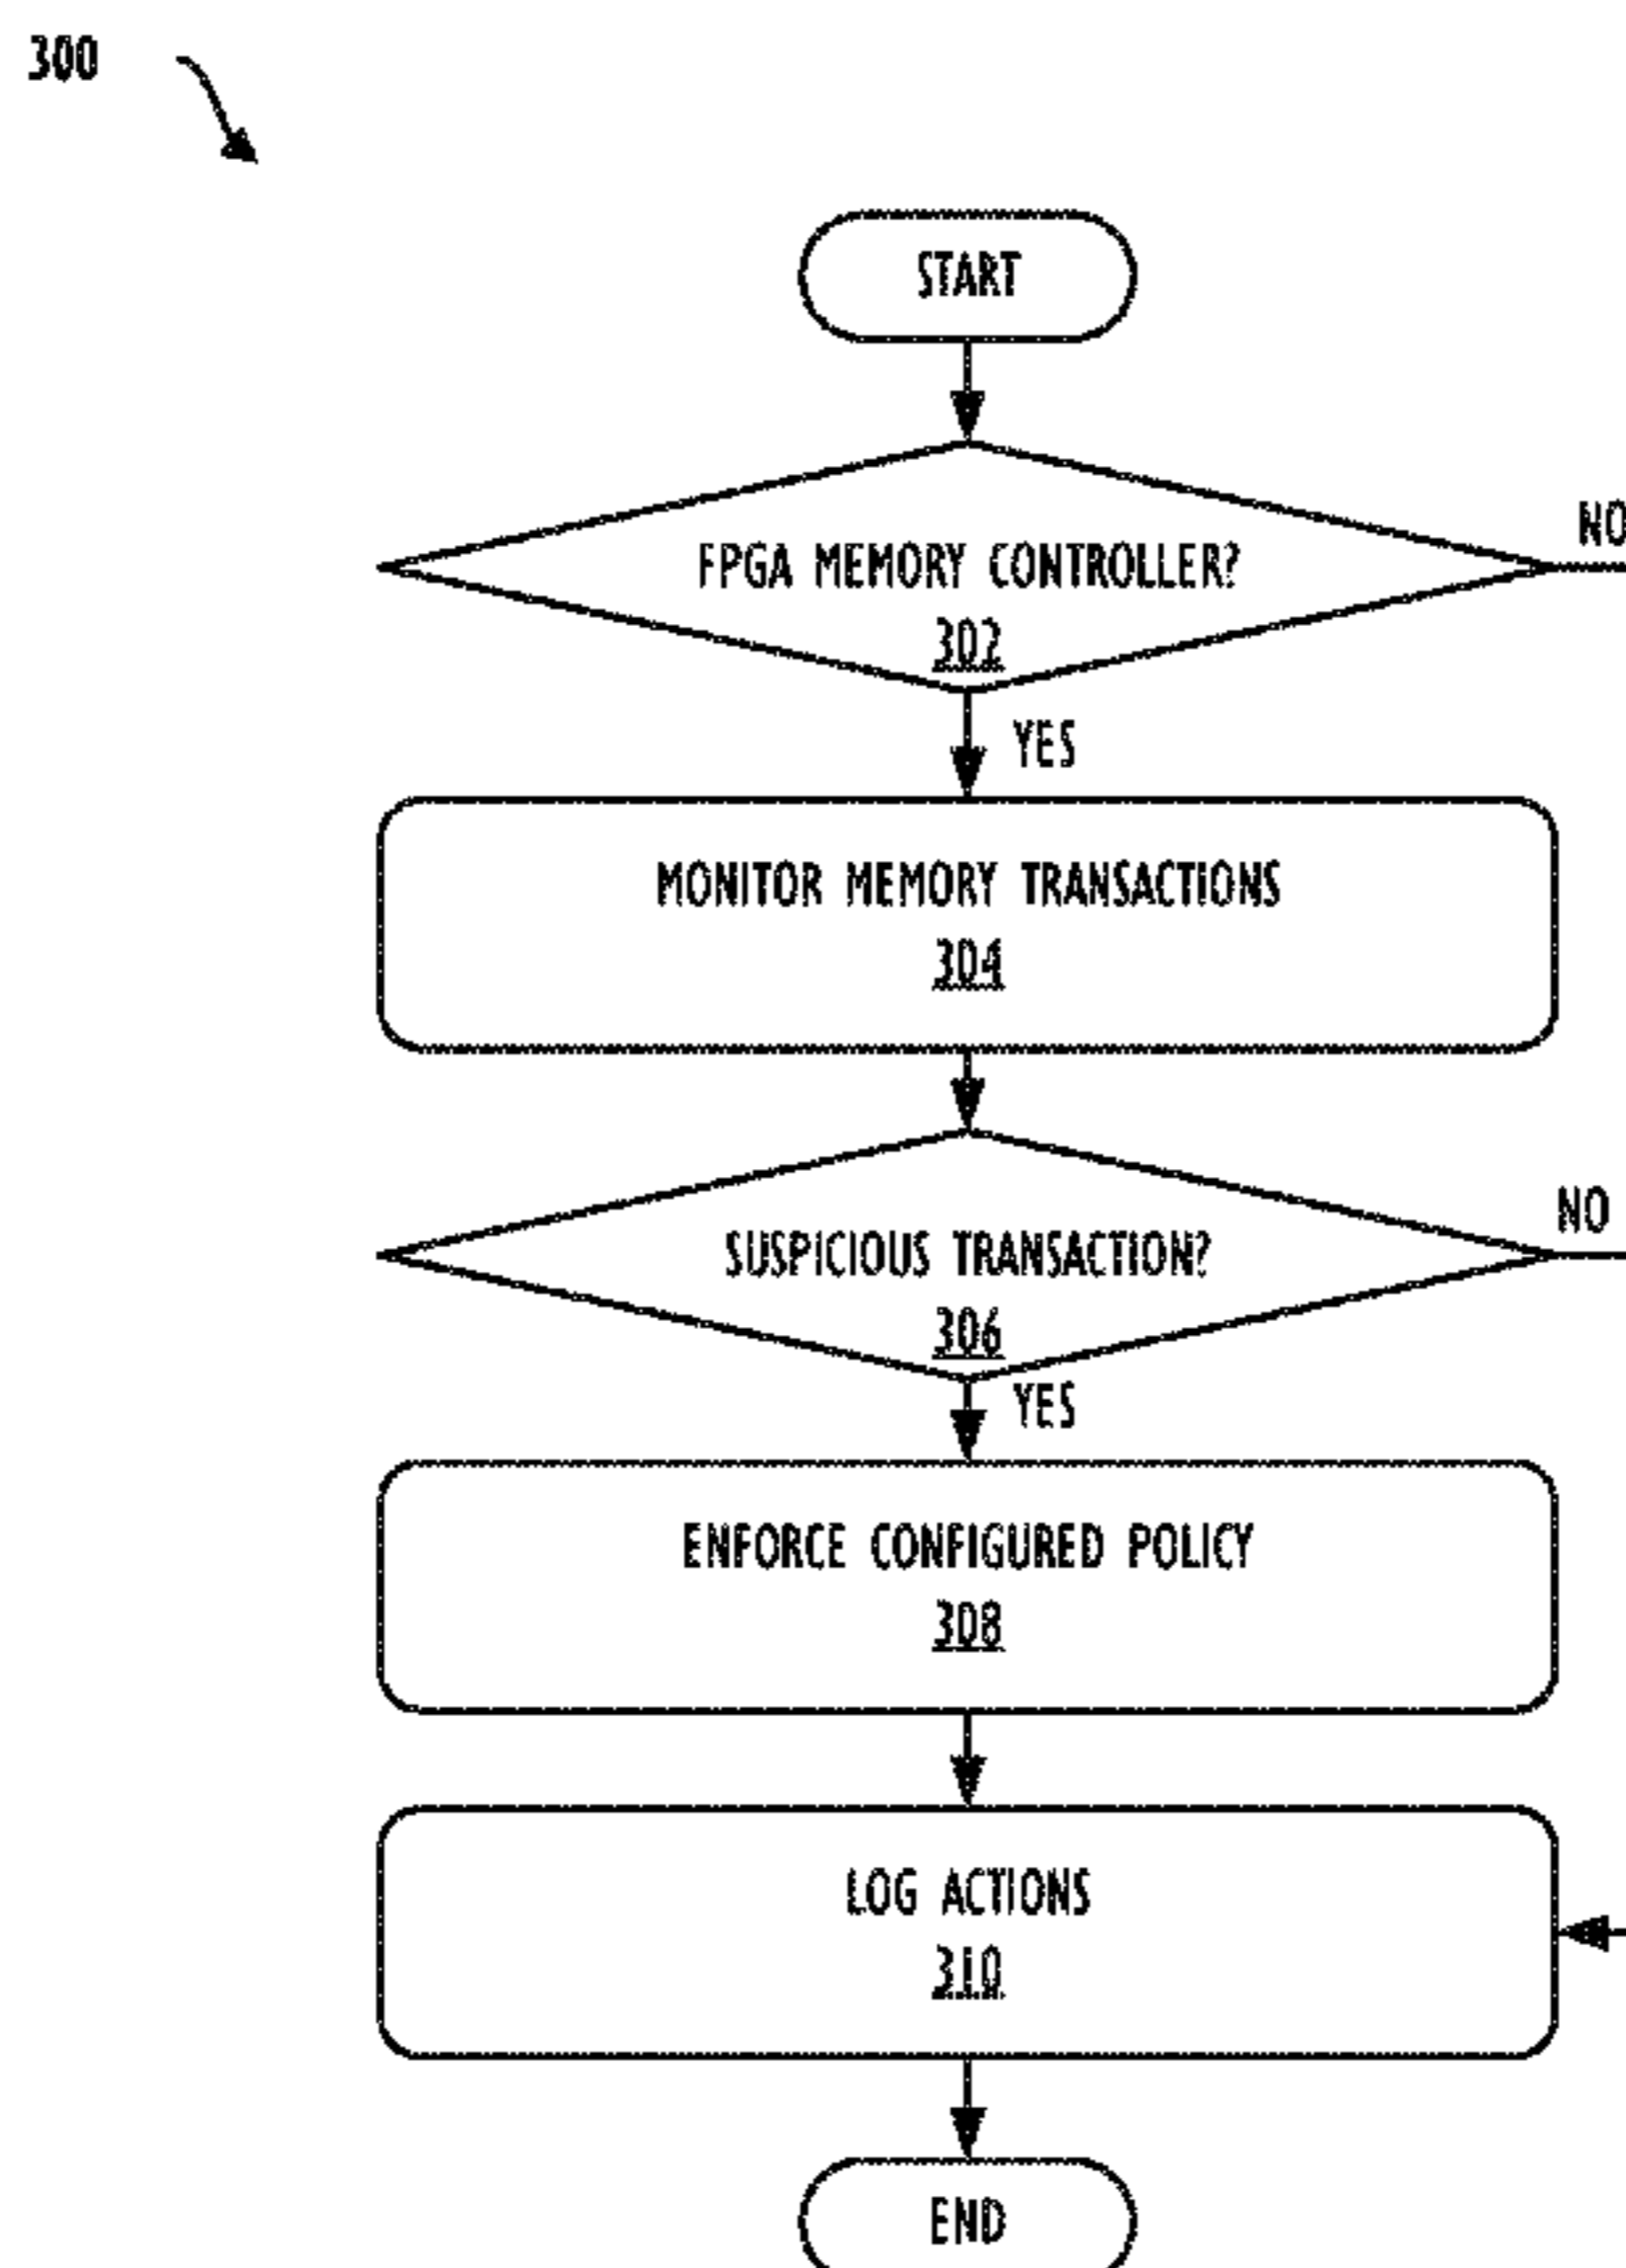 300
START
FPGA MEMORY CONTROLLER?
302
NO
YES
MONITOR MEMORY TRANSACTIONS
304
SUSPICIOUS TRANSACTION?
306
NO
YES
ENFORCE CONFIGURED POLICY
308
LOG ACTIONS
310
END